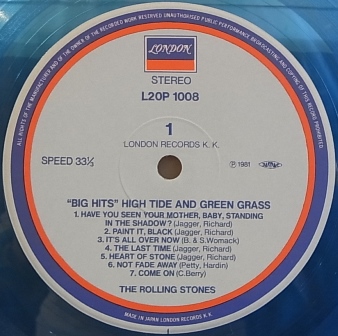 ALL RIGHTS OF THE MANUFACTURER AND OF THE OWNER OF THE RECORDED WORK RESERVED UNAUTHORISED PUBLIC PERFORMANCE BROADCASTING AND COPYING OF THIS RECORD PROHIBITED
LONDON
STEREO
L20P 1008
1
LONDON RECORDS K. K.
SPEED 33⅓
℗ 1981
"BIG HITS" HIGH TIDE AND GREEN GRASS
1. HAVE YOU SEEN YOUR MOTHER, BABY, STANDING
IN THE SHADOW? (Jagger, Richard)
2. PAINT IT, BLACK (Jagger, Richard)
3. IT'S ALL OVER NOW (B. & S. Womack)
4. THE LAST TIME (Jagger, Richard)
5. HEART OF STONE (Jagger, Richard)
6. NOT FADE AWAY (Petty, Hardin)
7. COME ON (C. Berry)
THE ROLLING STONES
MADE IN JAPAN LONDON RECORDS K. K.